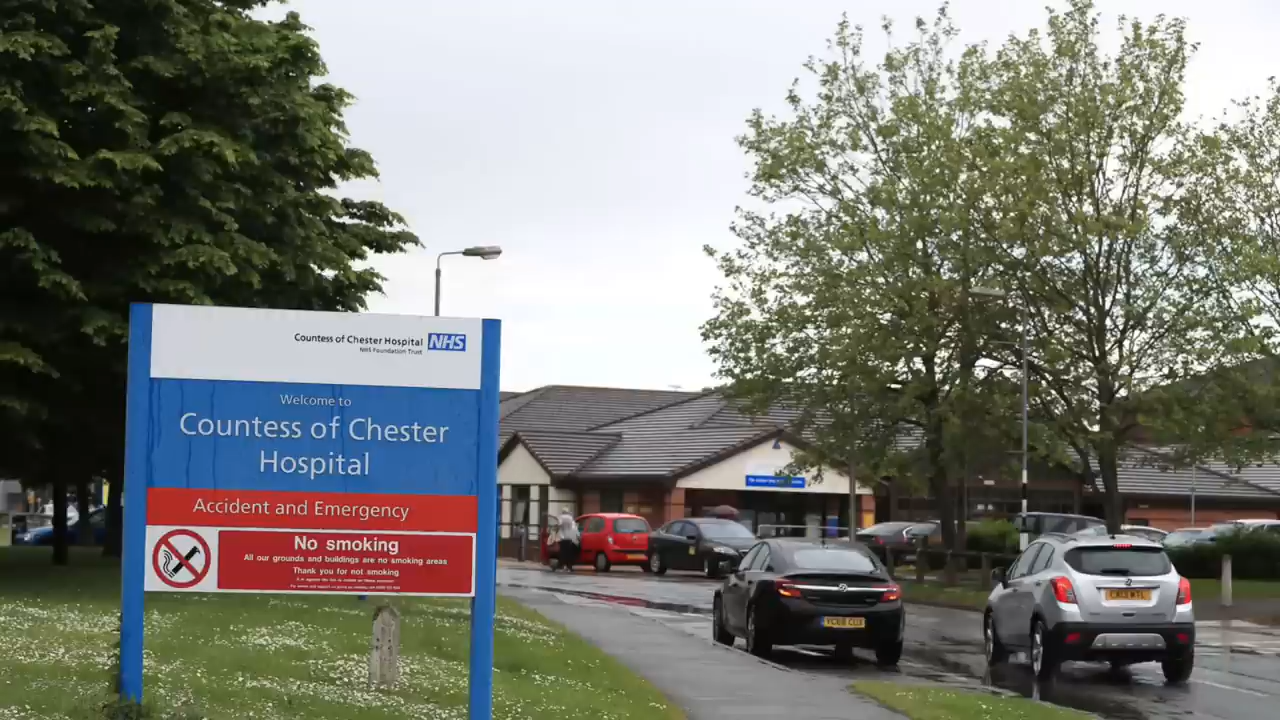 Countess of Chester Hospital NHS
NHS Foundation Trust
Welcome to
Countess of Chester
Hospital
Accident and Emergency
No smoking
All our grounds and buildings are no smoking areas
Thank you for not smoking